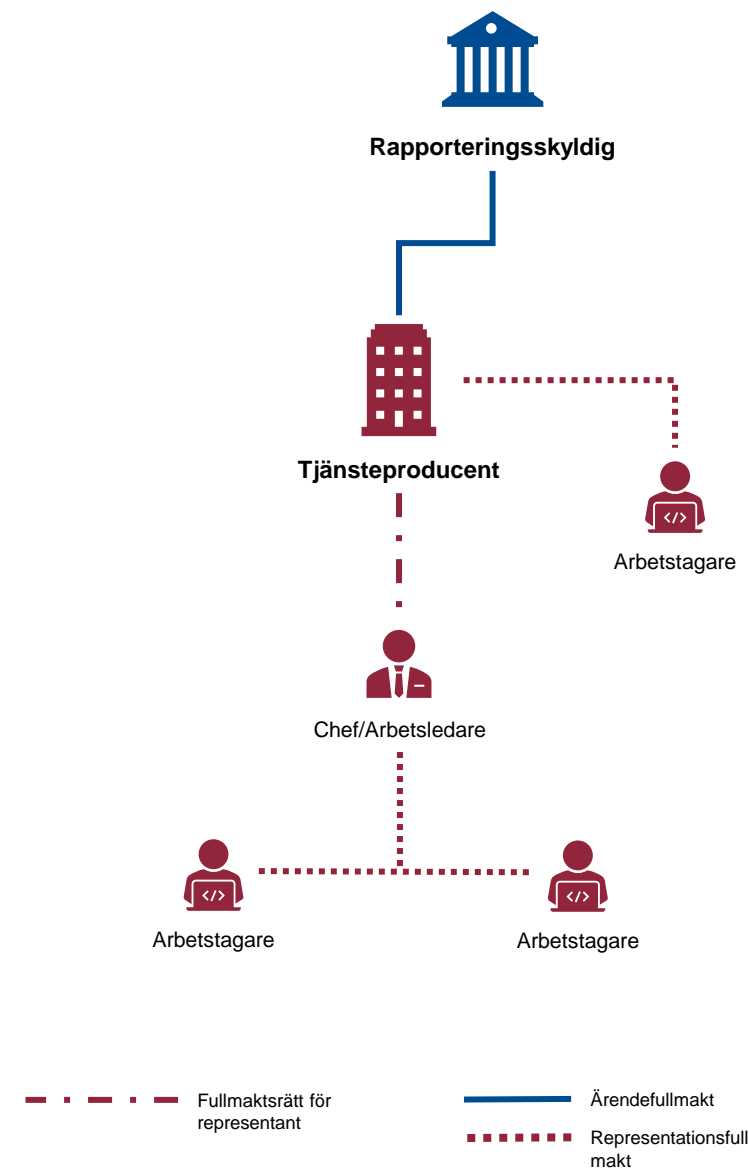 Rapporteringsskyldig
Tjänsteproducent
</>
Arbetstagare
Chef/Arbetsledare
</>
</>
Arbetstagare
Arbetstagare
Fullmaktsrätt för
representant
Ärendefullmakt
Representationsfull
makt